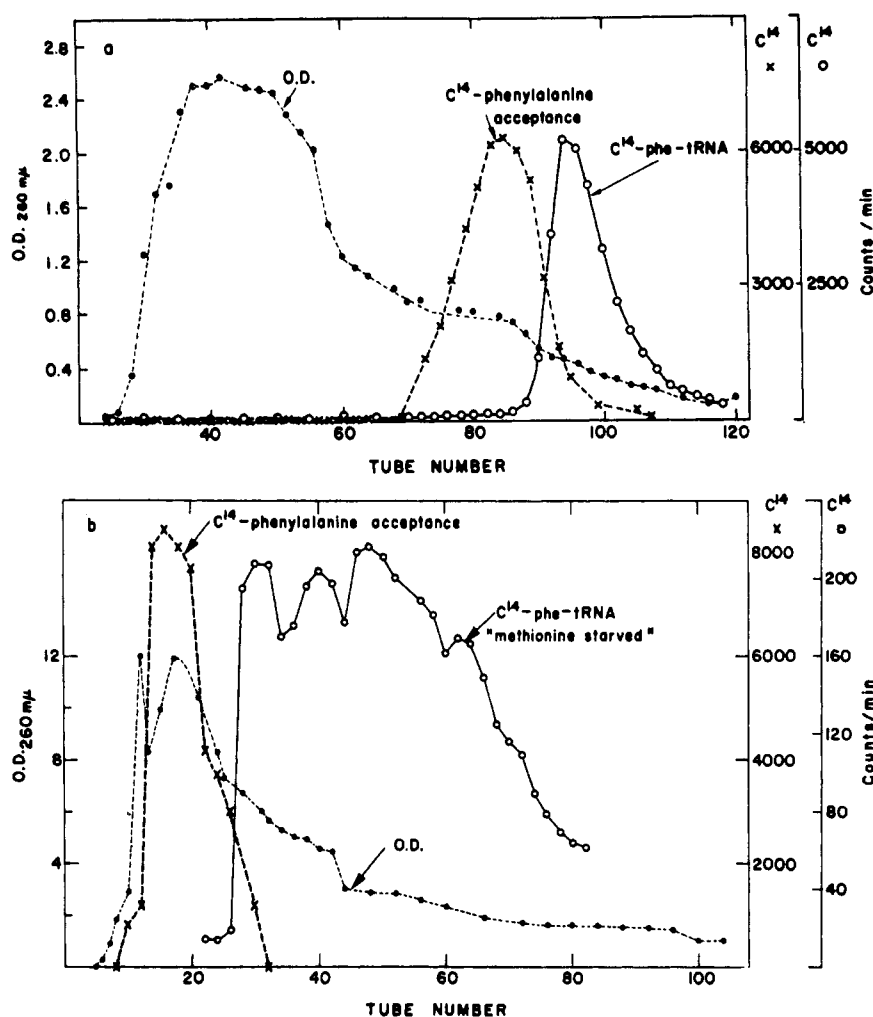 a
2.8
2.4
2.0
1.6
1.2
0.8
0.4
O.D. 260 mμ
O.D.
C14-phenylalanine
acceptance
C14-phe-tRNA
C14
x
C14
o
6000
5000
3000
2500
Counts / min
40
60
80
100
120
TUBE NUMBER
b
12
8
4
O.D. 260mμ
C14-phenylalanine acceptance
C14-phe-tRNA
"methionine starved"
O.D.
C14
x
C14
o
8000
200
6000
160
120
4000
80
2000
40
Counts/min
20
40
60
80
100
TUBE NUMBER